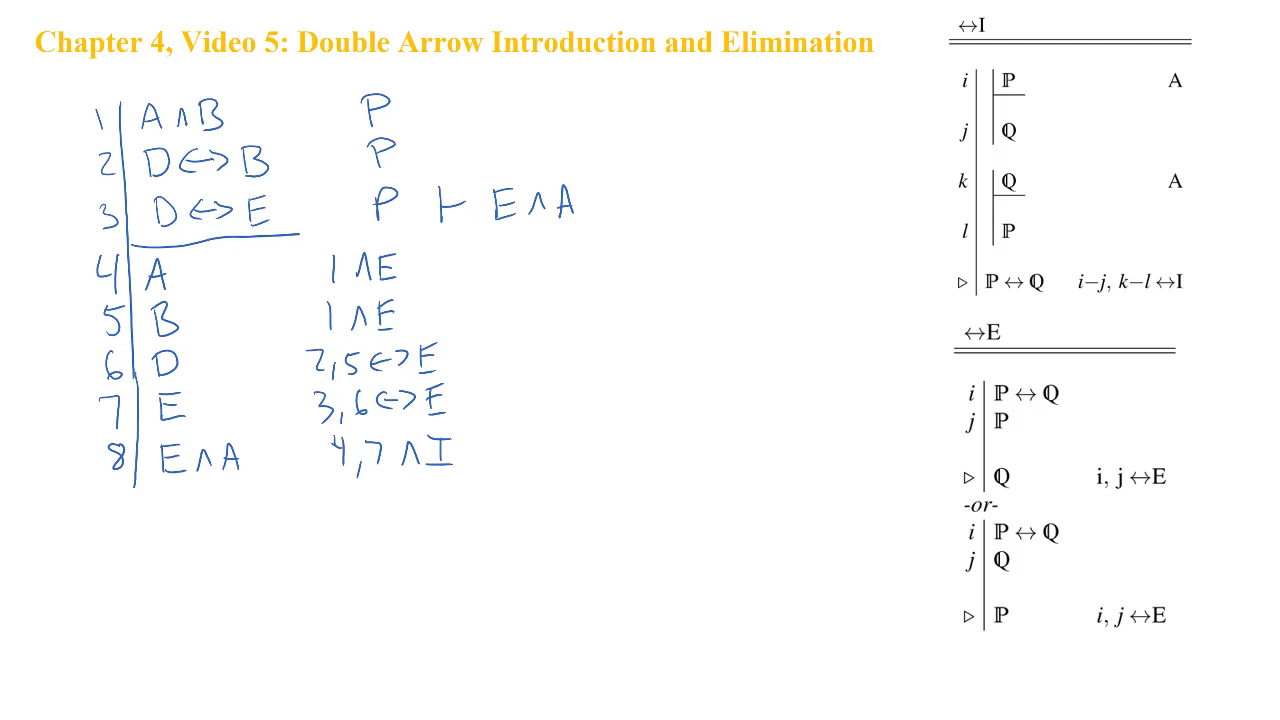 Chapter 4, Video 5: Double Arrow Introduction and Elimination
1 A ∧ B P
2 D ↔ B P
3 D ↔ E P ⊢ E ∧ A
4 A 1 ∧E
5 B 1 ∧E
6 D 2,5 ↔E
7 E 3,6 ↔E
8 E ∧ A 4,7 ∧I
↔I
i ℙ A
j ℚ
k ℚ A
l ℙ
▷ ℙ ↔ ℚ i–j, k–l ↔I
↔E
i ℙ ↔ ℚ
j ℙ
▷ ℚ i, j ↔E
-or-
i ℙ ↔ ℚ
j ℚ
▷ ℙ i, j ↔E